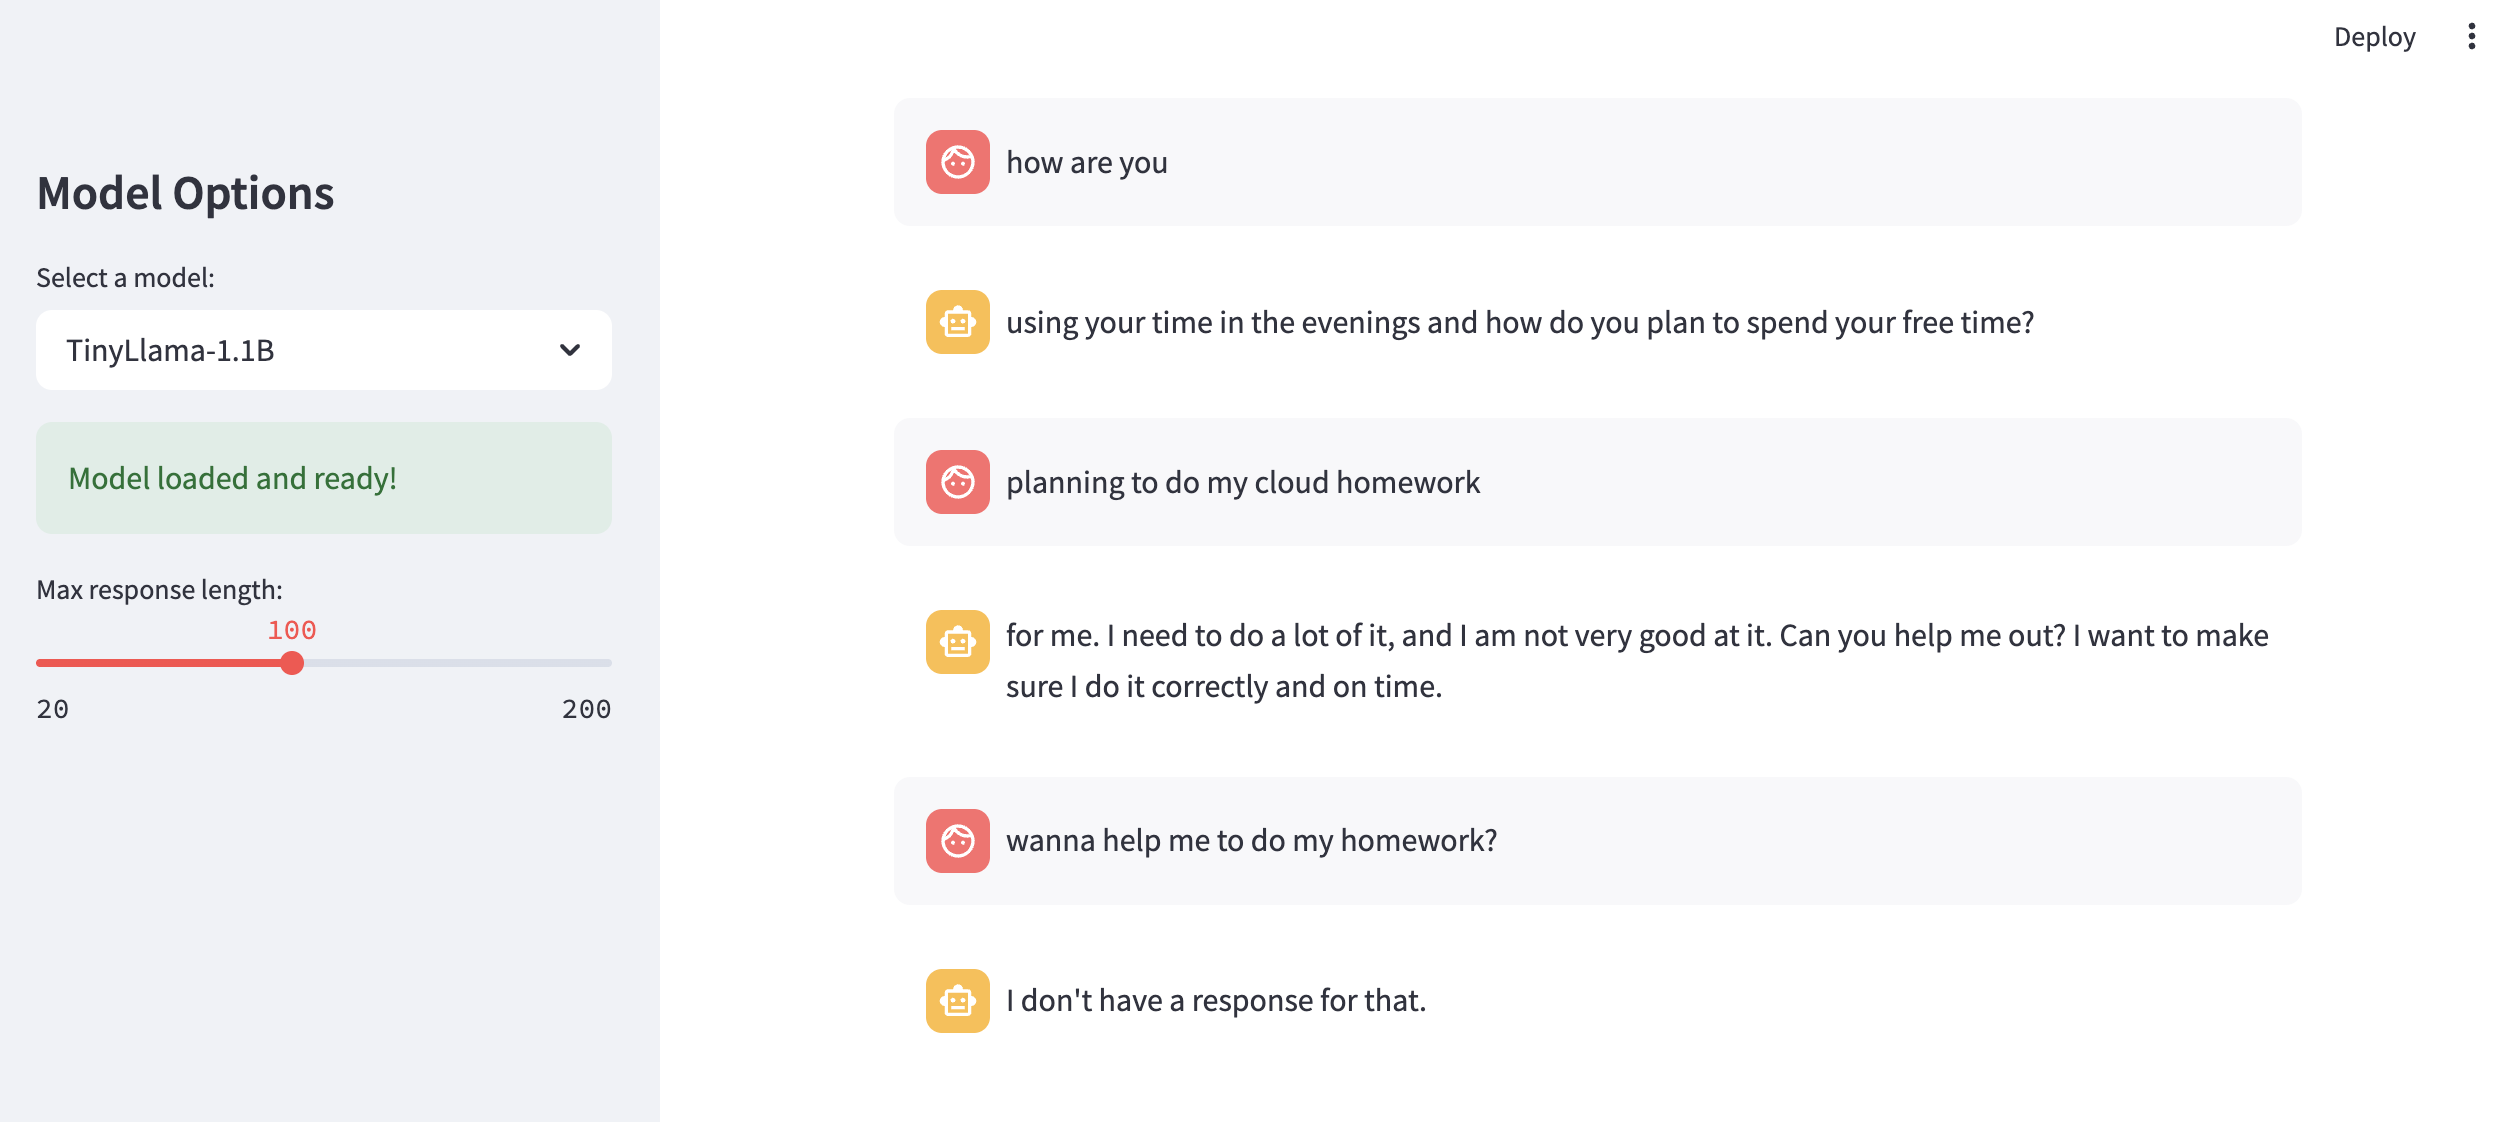 Deploy
Model Options
Select a model:
TinyLlama-1.1B
Model loaded and ready!
Max response length:
100
20
200
how are you
using your time in the evenings and how do you plan to spend your free time?
planning to do my cloud homework
for me. I need to do a lot of it, and I am not very good at it. Can you help me out? I want to make
sure I do it correctly and on time.
wanna help me to do my homework?
I don't have a response for that.